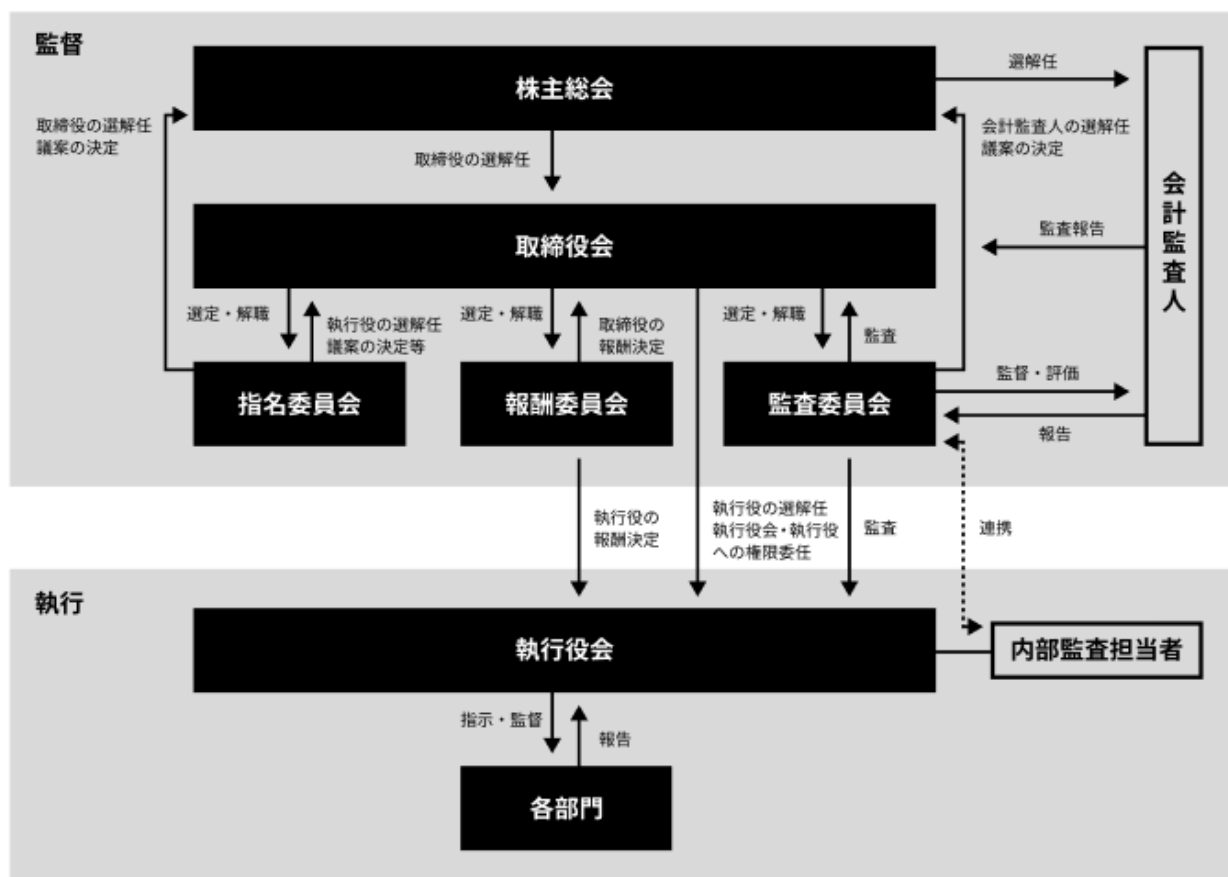 監督
株主総会
選解任
取締役の選解任
議案の決定
会計監査人の選解任
議案の決定
取締役の選解任
会計監査人
取締役会
監査報告
選定・解職
執行役の選解任
議案の決定等
選定・解職
取締役の
報酬決定
選定・解職
監査
指名委員会
報酬委員会
監査委員会
監督・評価
報告
執行役の
報酬決定
執行役の選解任
執行役会・執行役
への権限委任
監査
連携
執行
執行役会
内部監査担当者
指示・監督
報告
各部門